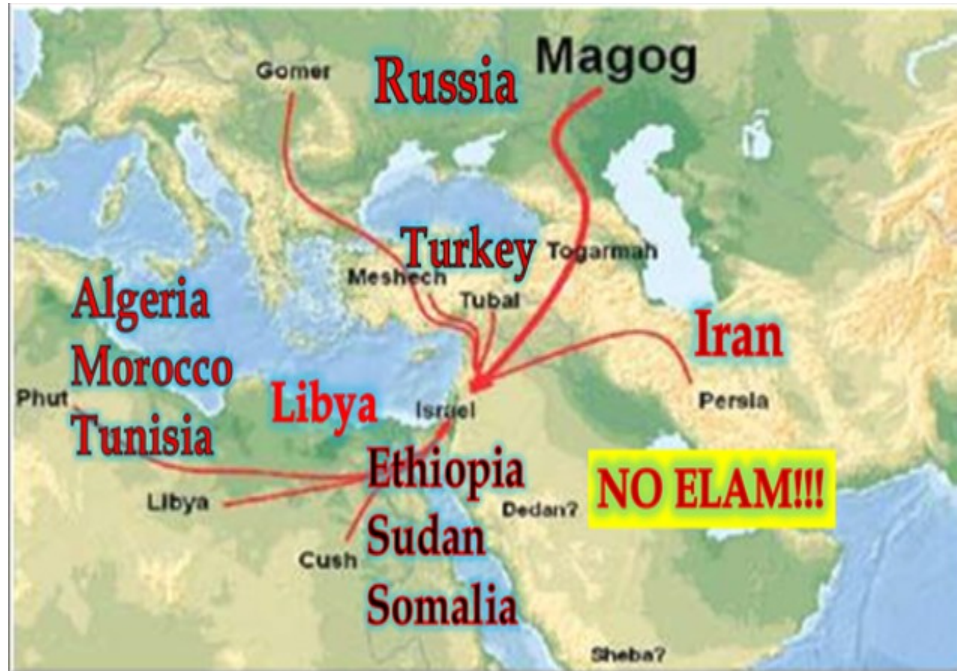 Magog
Gomer
Russia
Turkey
Togarmah
Meshech
Tubal
Algeria
Morocco
Tunisia
Iran
Phut
Libya
Israel
Persia
Ethiopia
Sudan
Somalia
NO ELAM!!!
Libya
Dedan?
Cush
Sheba?